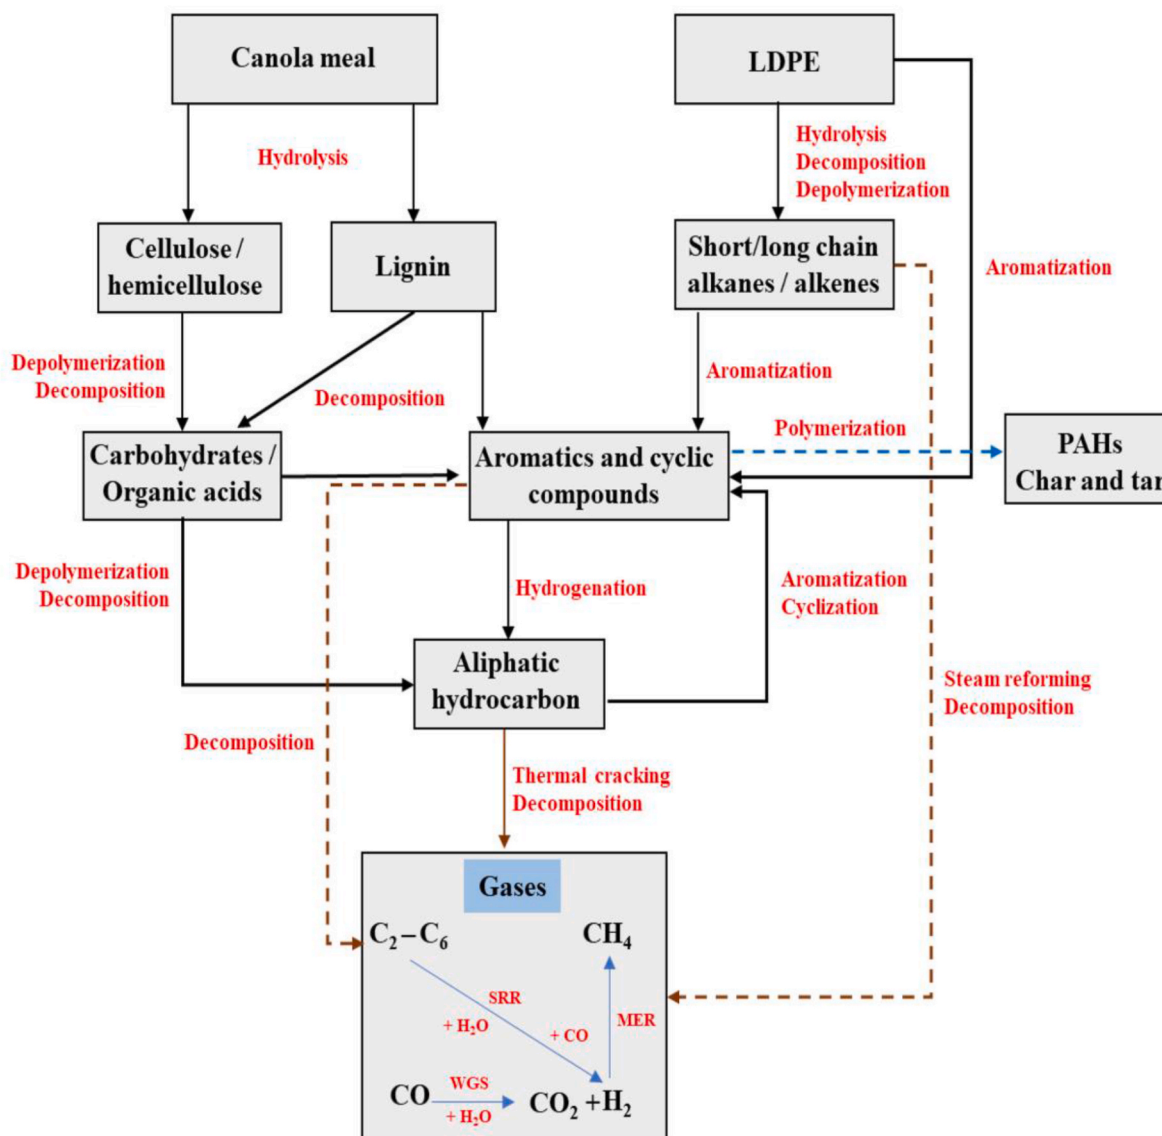 Canola meal
LDPE
Hydrolysis
Hydrolysis
Decomposition
Depolymerization
Cellulose /
hemicellulose
Lignin
Short/long chain
alkanes / alkenes
Aromatization
Depolymerization
Decomposition
Decomposition
Aromatization
Polymerization
Carbohydrates /
Organic acids
Aromatics and cyclic
compounds
PAHs
Char and tar
Depolymerization
Decomposition
Hydrogenation
Aromatization
Cyclization
Aliphatic
hydrocarbon
Steam reforming
Decomposition
Decomposition
Thermal cracking
Decomposition
Gases
C₂ – C₆
CH₄
SRR
+ H₂O
+ CO
MER
CO
WGS
+ H₂O
CO₂ + H₂